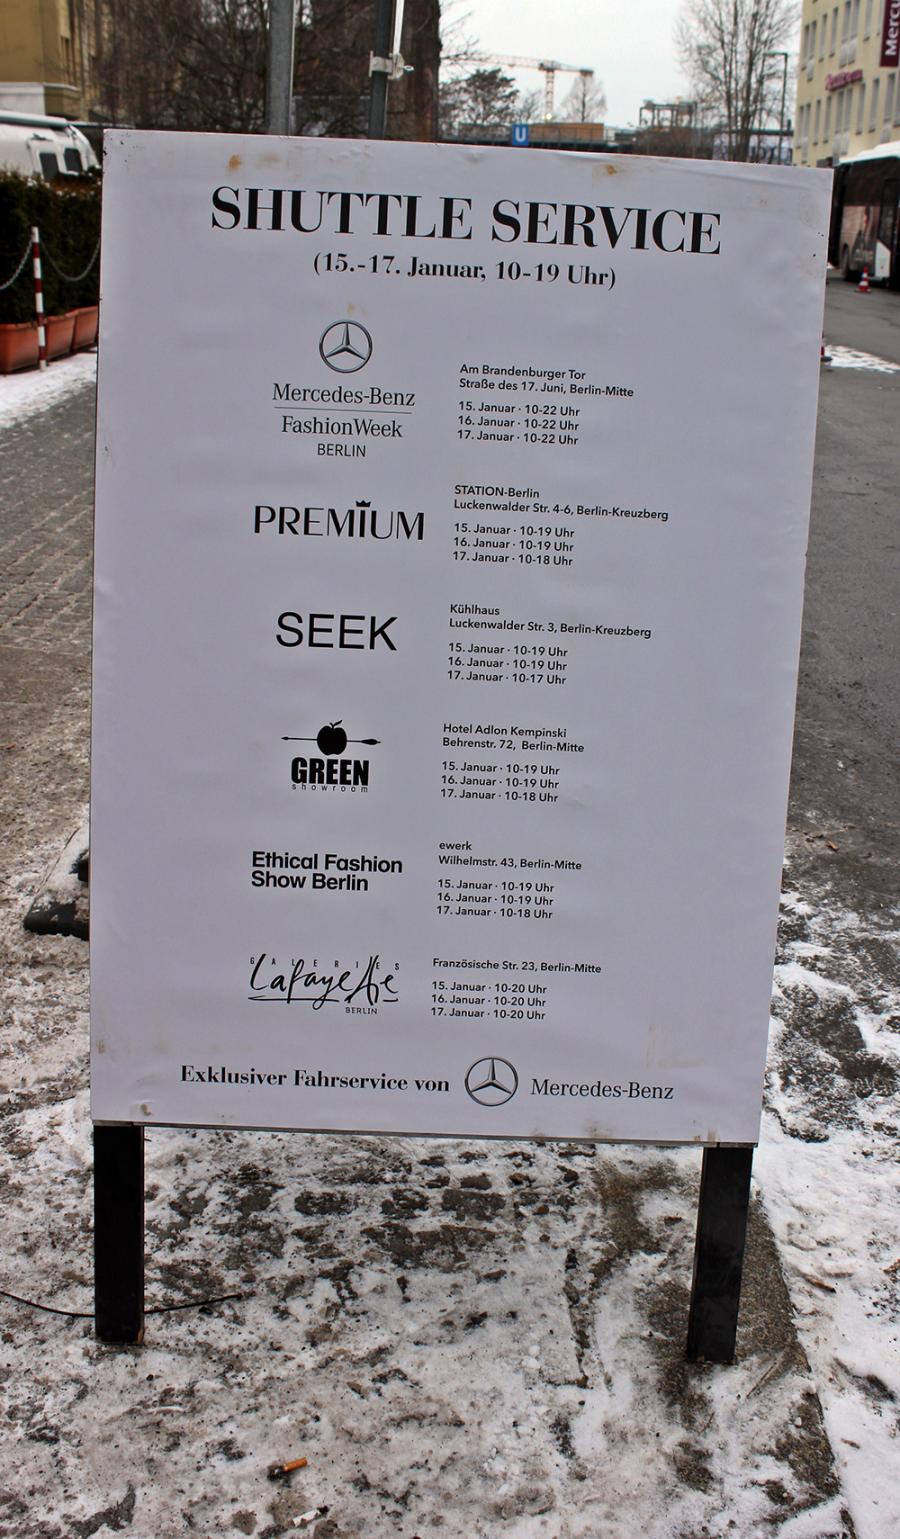 U
Mercu
SHUTTLE SERVICE
(15.-17. Januar, 10-19 Uhr)
Mercedes-Benz
FashionWeek
BERLIN
Am Brandenburger Tor
Straße des 17. Juni, Berlin-Mitte
15. Januar · 10-22 Uhr
16. Januar · 10-22 Uhr
17. Januar · 10-22 Uhr
PREMIUM
STATION-Berlin
Luckenwalder Str. 4-6, Berlin-Kreuzberg
15. Januar · 10-19 Uhr
16. Januar · 10-19 Uhr
17. Januar · 10-18 Uhr
SEEK
Kühlhaus
Luckenwalder Str. 3, Berlin-Kreuzberg
15. Januar · 10-19 Uhr
16. Januar · 10-19 Uhr
17. Januar · 10-17 Uhr
GREEN
showroom
Hotel Adlon Kempinski
Behrenstr. 72, Berlin-Mitte
15. Januar · 10-19 Uhr
16. Januar · 10-19 Uhr
17. Januar · 10-18 Uhr
Ethical Fashion
Show Berlin
ewerk
Wilhelmstr. 43, Berlin-Mitte
15. Januar · 10-19 Uhr
16. Januar · 10-19 Uhr
17. Januar · 10-18 Uhr
GALERIES
Lafayette
BERLIN
Französische Str. 23, Berlin-Mitte
15. Januar · 10-20 Uhr
16. Januar · 10-20 Uhr
17. Januar · 10-20 Uhr
Exklusiver Fahrservice von Mercedes-Benz